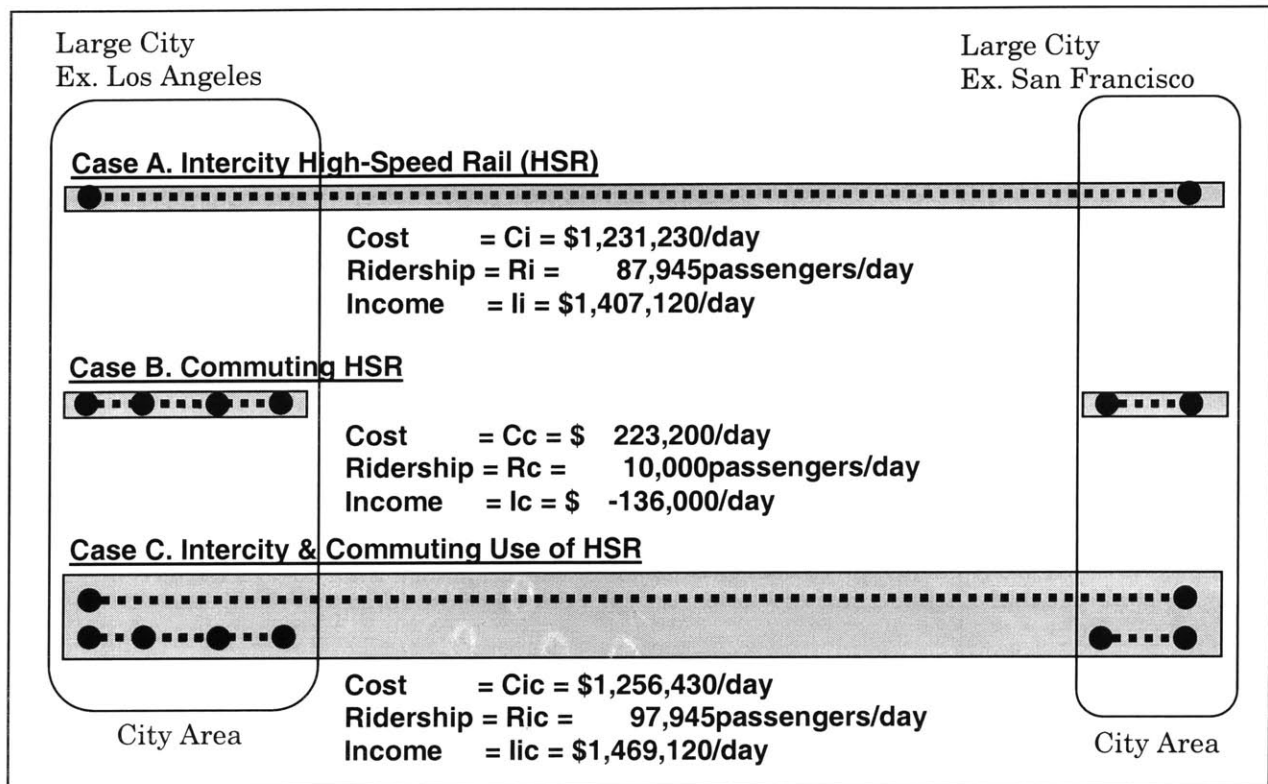 Large City
Ex. Los Angeles
Large City
Ex. San Francisco
Case A. Intercity High-Speed Rail (HSR)
Cost = Ci = $1,231,230/day
Ridership = Ri = 87,945passengers/day
Income = Ii = $1,407,120/day
Case B. Commuting HSR
Cost = Cc = $ 223,200/day
Ridership = Rc = 10,000passengers/day
Income = Ic = $ -136,000/day
Case C. Intercity & Commuting Use of HSR
Cost = Cic = $1,256,430/day
Ridership = Ric = 97,945passengers/day
Income = Iic = $1,469,120/day
City Area
City Area